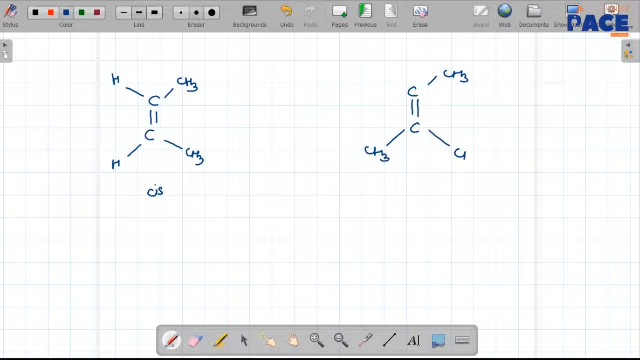 Stylus Color Line Eraser Backgrounds Undo Redo Pages Previous Next Erase Board Web Documents
PACE
H CH3
C
C
H CH3
cis
CH3
C
C
CH3 Cl